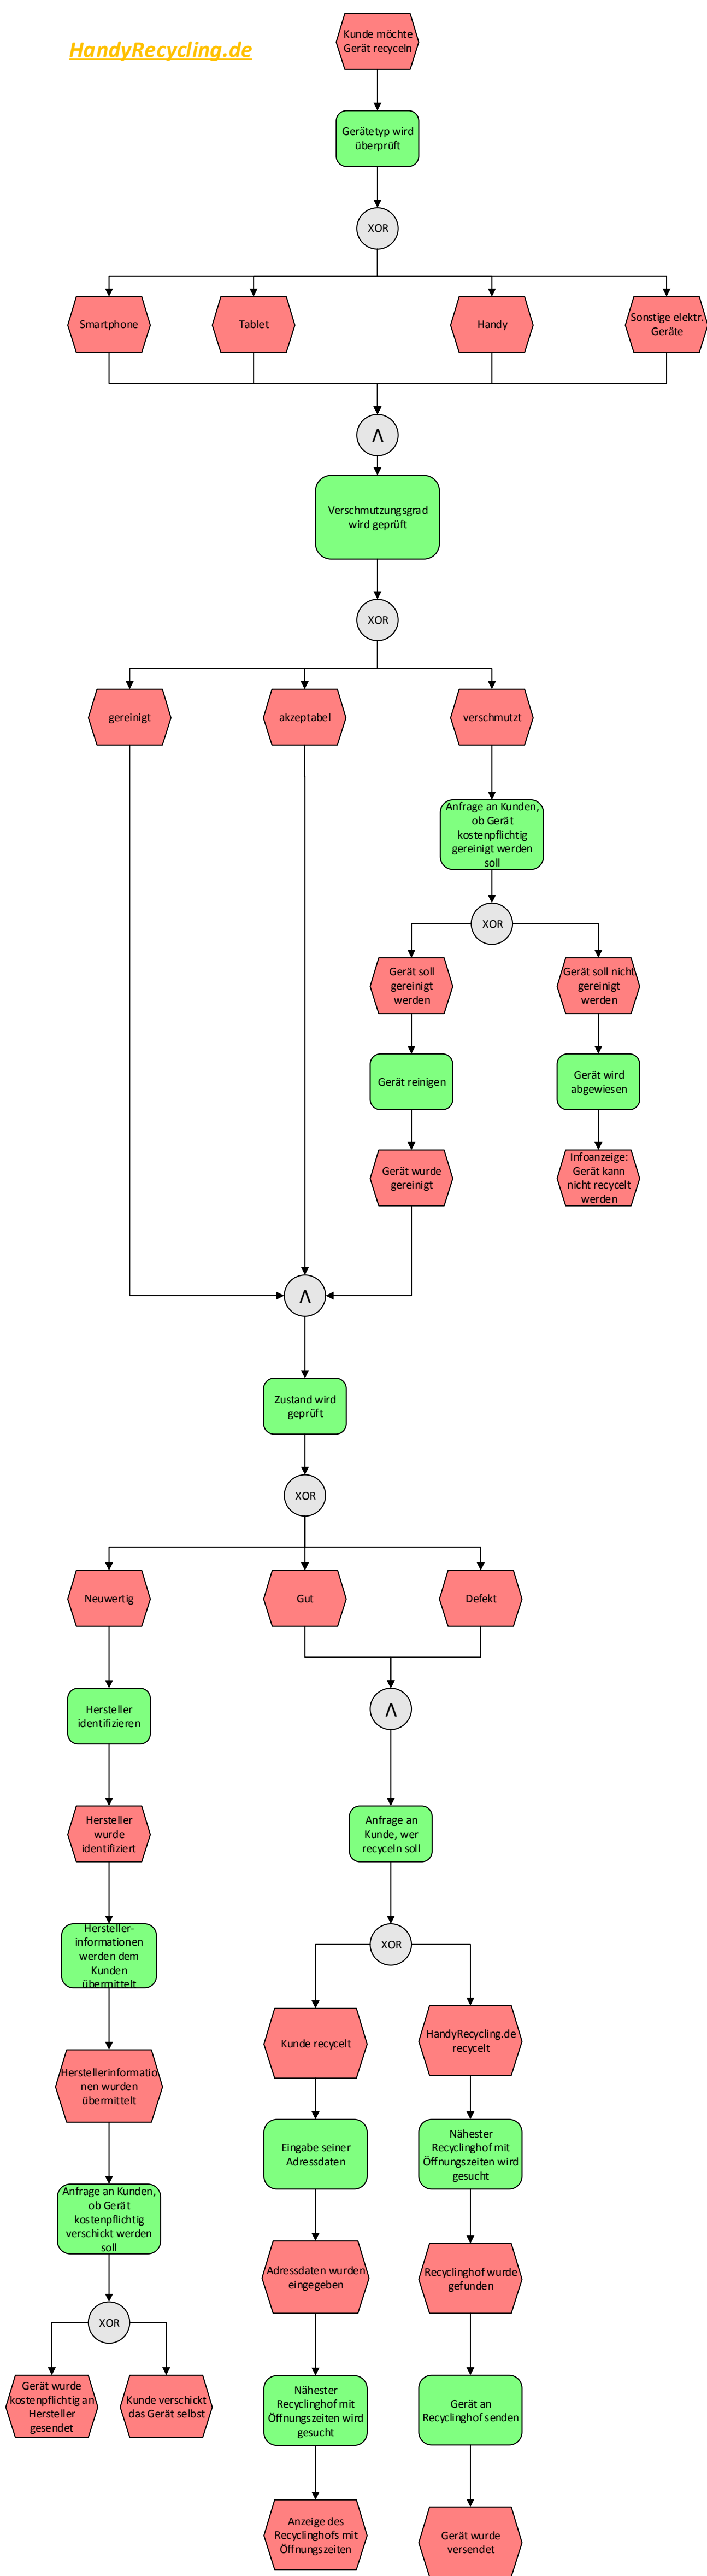 HandyRecycling.de
Kunde möchte
Gerät recyceln
Gerätetyp wird
überprüft
XOR
Smartphone
Tablet
Handy
Sonstige elektr.
Geräte
Λ
Verschmutzungsgrad
wird geprüft
XOR
gereinigt
akzeptabel
verschmutzt
Anfrage an Kunden,
ob Gerät
kostenpflichtig
gereinigt werden
soll
XOR
Gerät soll
gereinigt
werden
Gerät soll nicht
gereinigt
werden
Gerät reinigen
Gerät wird
abgewiesen
Gerät wurde
gereinigt
Infoanzeige:
Gerät kann
nicht recycelt
werden
Λ
Zustand wird
geprüft
XOR
Neuwertig
Gut
Defekt
Hersteller
identifizieren
Λ
Hersteller
wurde
identifiziert
Anfrage an
Kunde, wer
recyceln soll
Hersteller-
informationen
werden dem
Kunden
übermittelt
XOR
Herstellerinformatio
nen wurden
übermittelt
Kunde recycelt
HandyRecycling.de
recycelt
Anfrage an Kunden,
ob Gerät
kostenpflichtig
verschickt werden
soll
Eingabe seiner
Adressdaten
Nähester
Recyclinghof mit
Öffnungszeiten wird
gesucht
XOR
Adressdaten wurden
eingegeben
Recyclinghof wurde
gefunden
Gerät wurde
kostenpflichtig an
Hersteller
gesendet
Kunde verschickt
das Gerät selbst
Nähester
Recyclinghof mit
Öffnungszeiten wird
gesucht
Gerät an
Recyclinghof senden
Anzeige des
Recyclinghofs mit
Öffnungszeiten
Gerät wurde
versendet